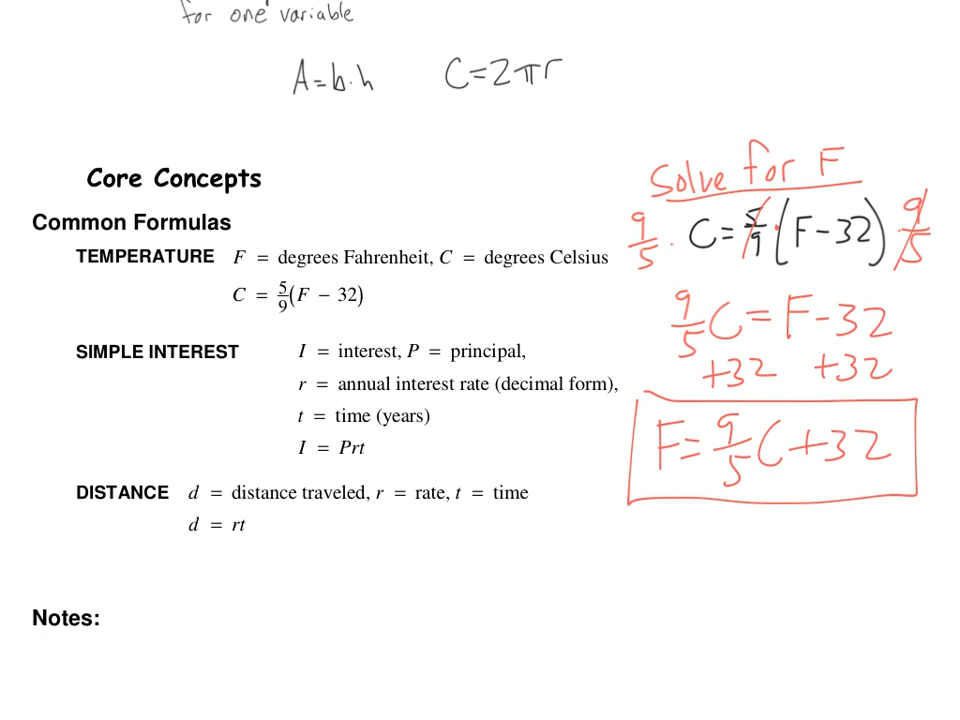 for one variable
A=b·h C=2πr
Core Concepts
Common Formulas
TEMPERATURE F = degrees Fahrenheit, C = degrees Celsius
C = 5/9(F − 32)
SIMPLE INTEREST I = interest, P = principal,
r = annual interest rate (decimal form),
t = time (years)
I = Prt
DISTANCE d = distance traveled, r = rate, t = time
d = rt
Notes:
Solve for F
9/5 · C = 5/9 · (F-32) · 9/5
9/5 C = F-32
+32 +32
F = 9/5 C + 32